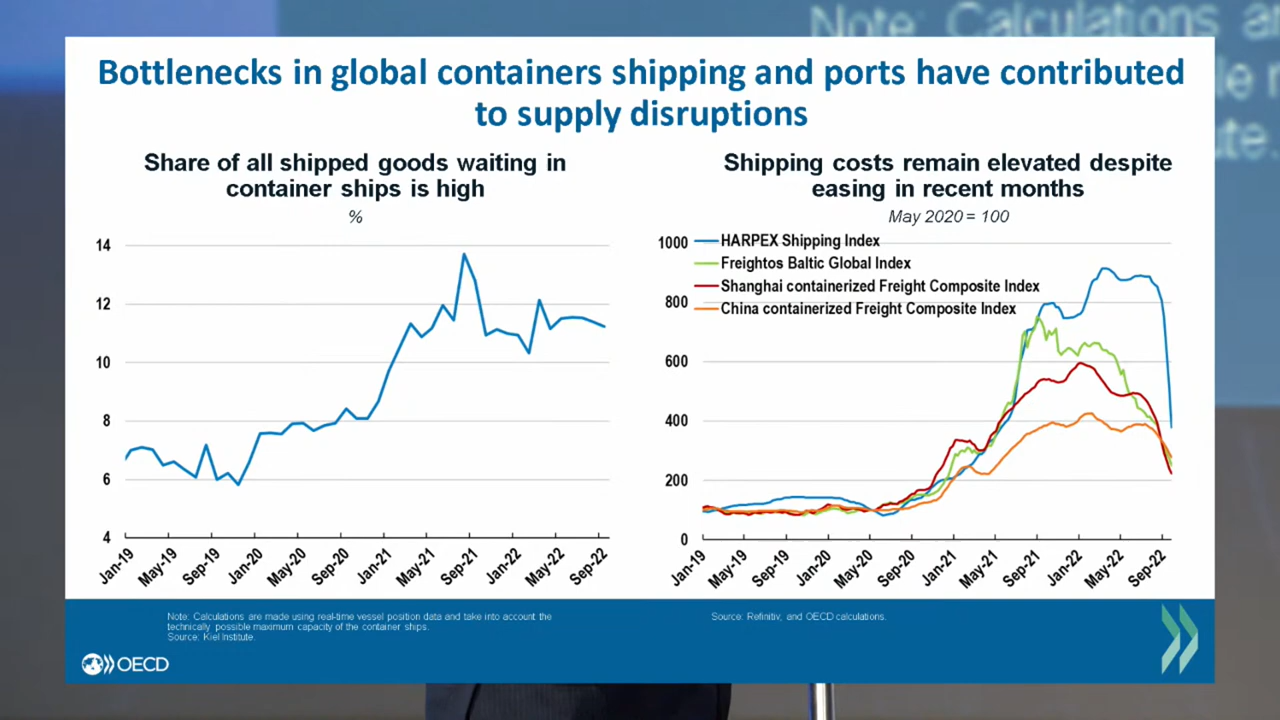 Note: Calculations
Bottlenecks in global containers shipping and ports have contributed
to supply disruptions
Share of all shipped goods waiting in
container ships is high
%
14
12
10
8
6
4
Jan-19
May-19
Sep-19
Jan-20
May-20
Sep-20
Jan-21
May-21
Sep-21
Jan-22
May-22
Sep-22
Note: Calculations are made using real-time vessel position data and take into account the
technically possible maximum capacity of the container ships.
Source: Kiel Institute.
Shipping costs remain elevated despite
easing in recent months
May 2020 = 100
HARPEX Shipping Index
Freightos Baltic Global Index
Shanghai containerized Freight Composite Index
China containerized Freight Composite Index
1000
800
600
400
200
0
Jan-19
May-19
Sep-19
Jan-20
May-20
Sep-20
Jan-21
May-21
Sep-21
Jan-22
May-22
Sep-22
Source: Refinitiv, and OECD calculations.
OECD